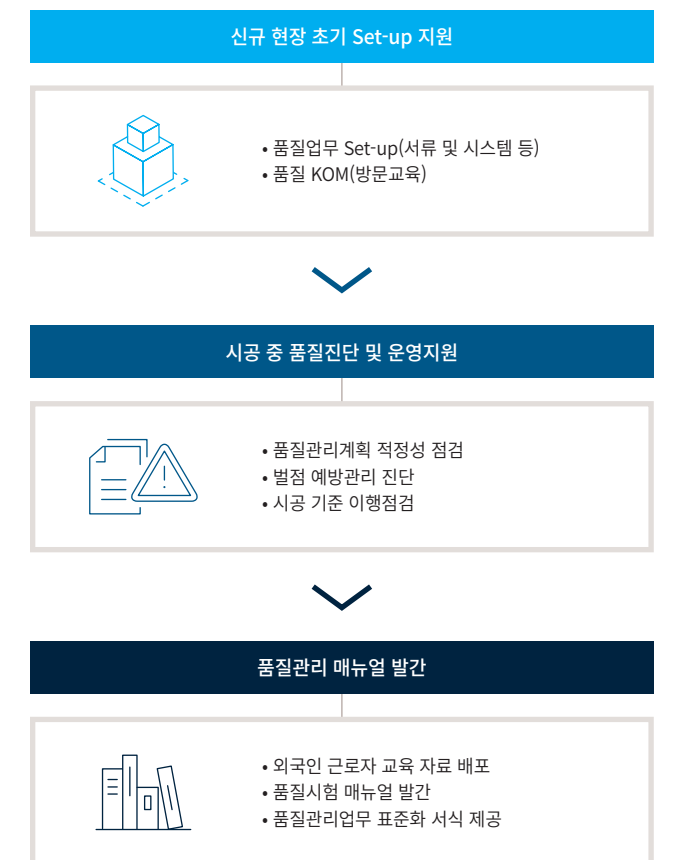 신규 현장 초기 Set-up 지원
• 품질업무 Set-up(서류 및 시스템 등)
• 품질 KOM(방문교육)
시공 중 품질진단 및 운영지원
• 품질관리계획 적정성 점검
• 벌점 예방관리 진단
• 시공 기준 이행점검
품질관리 매뉴얼 발간
• 외국인 근로자 교육 자료 배포
• 품질시험 매뉴얼 발간
• 품질관리업무 표준화 서식 제공